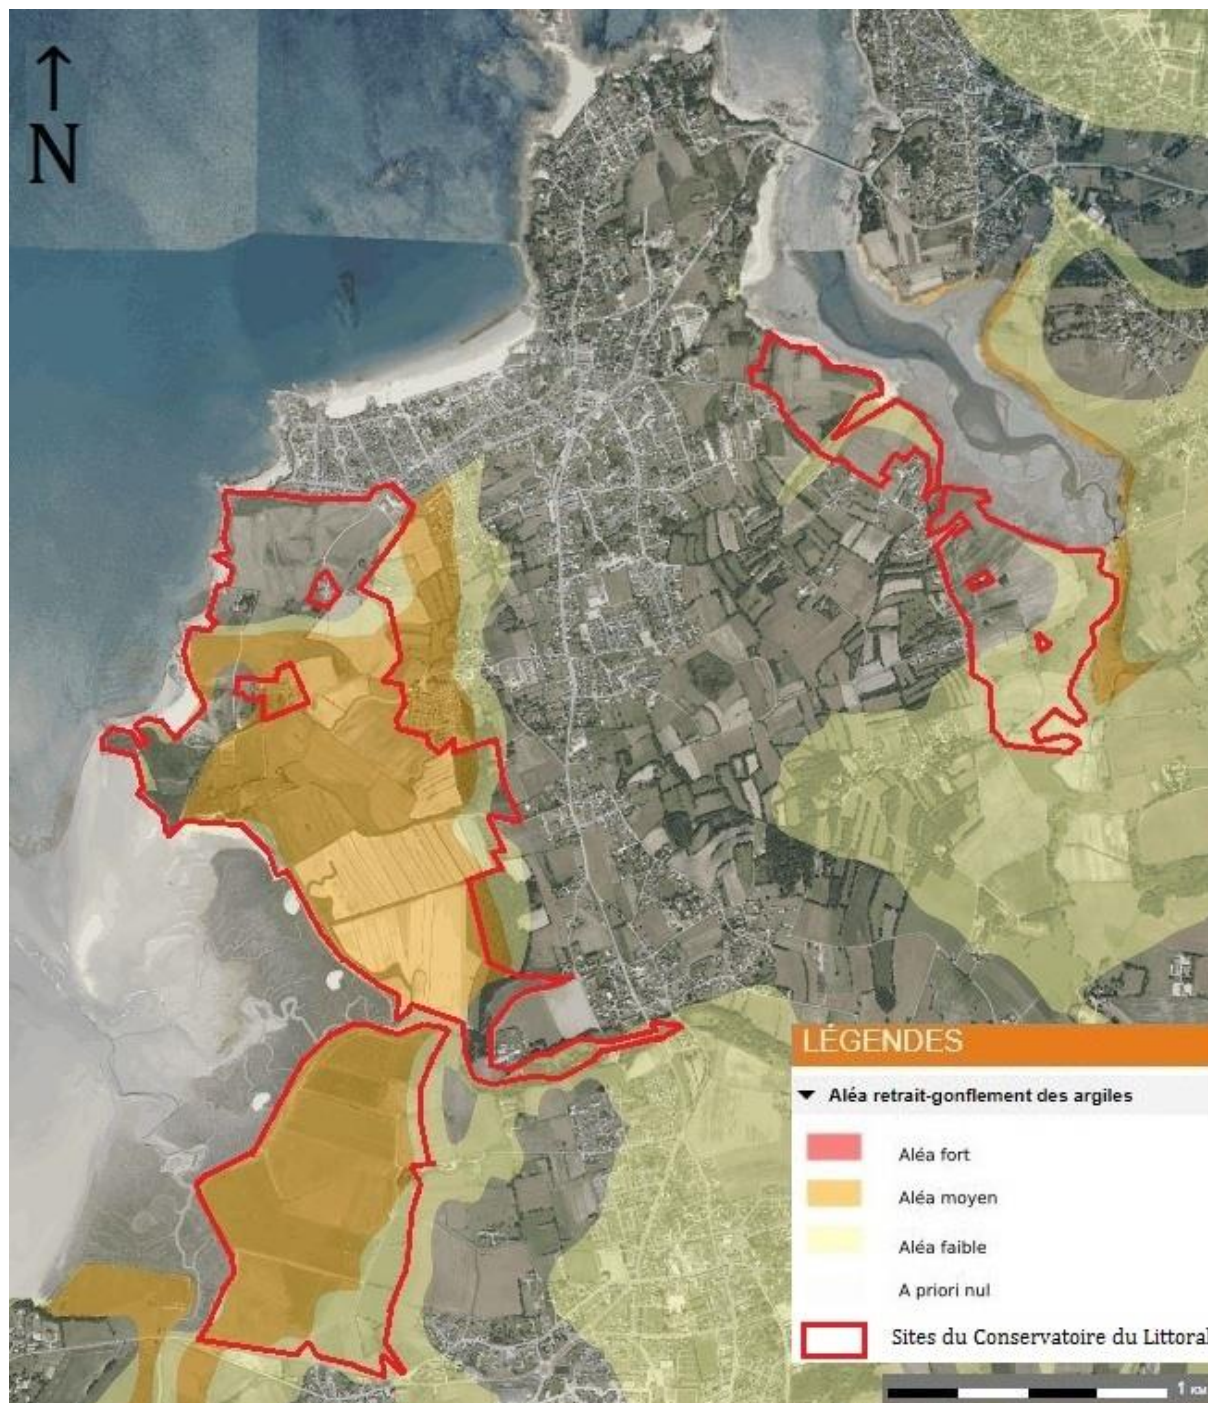 N
LÉGENDES
Aléa retrait-gonflement des argiles
Aléa fort
Aléa moyen
Aléa faible
A priori nul
Sites du Conservatoire du Littoral
1 KM